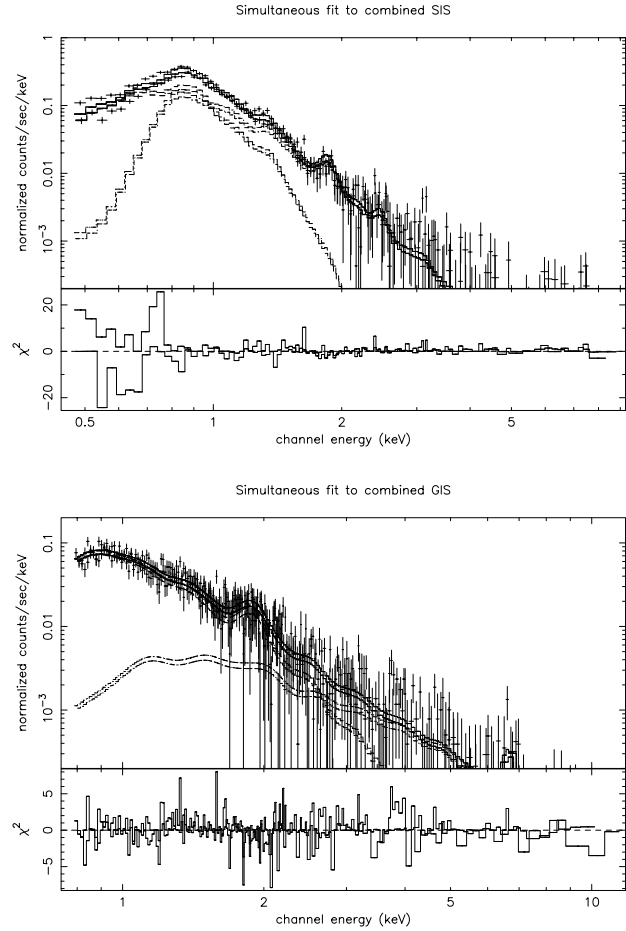 Simultaneous fit to combined SIS
normalized counts/sec/keV
1
0.1
0.01
10⁻³
χ²
20
0
−20
0.5
1
2
5
channel energy (keV)
Simultaneous fit to combined GIS
normalized counts/sec/keV
0.1
0.01
10⁻³
χ²
5
0
−5
1
2
5
10
channel energy (keV)